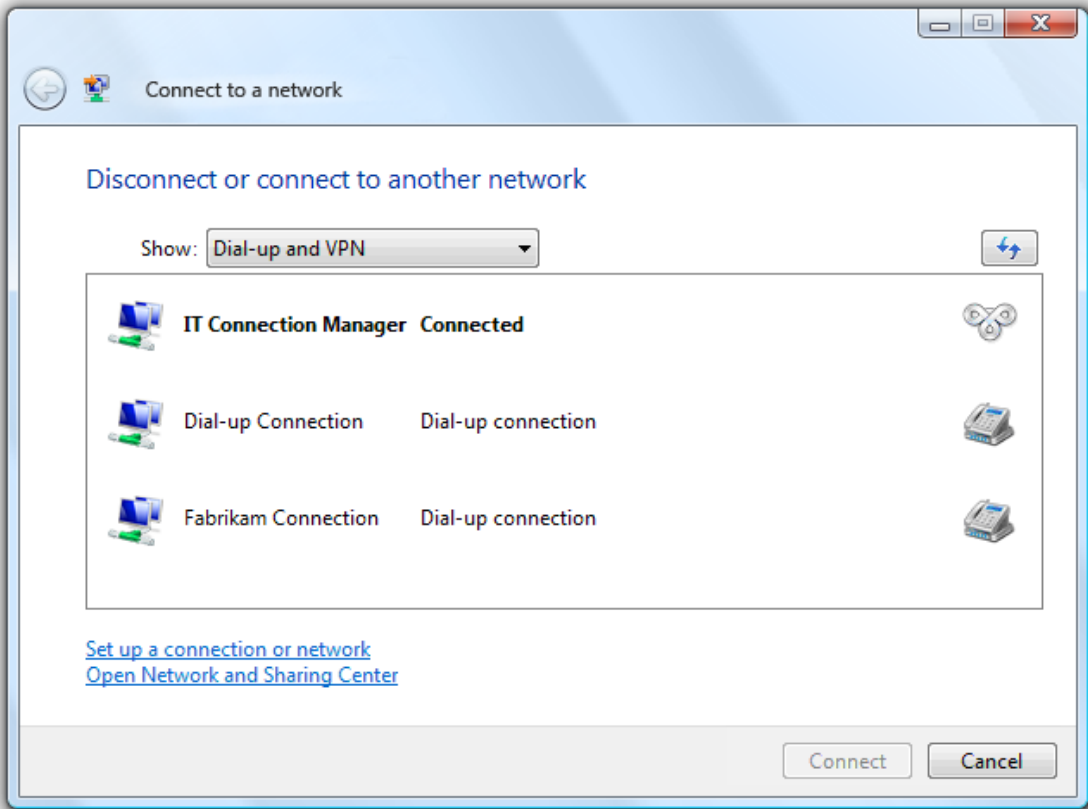 Connect to a network
Disconnect or connect to another network
Show: Dial-up and VPN
IT Connection Manager Connected
Dial-up Connection Dial-up connection
Fabrikam Connection Dial-up connection
Set up a connection or network
Open Network and Sharing Center
Connect Cancel